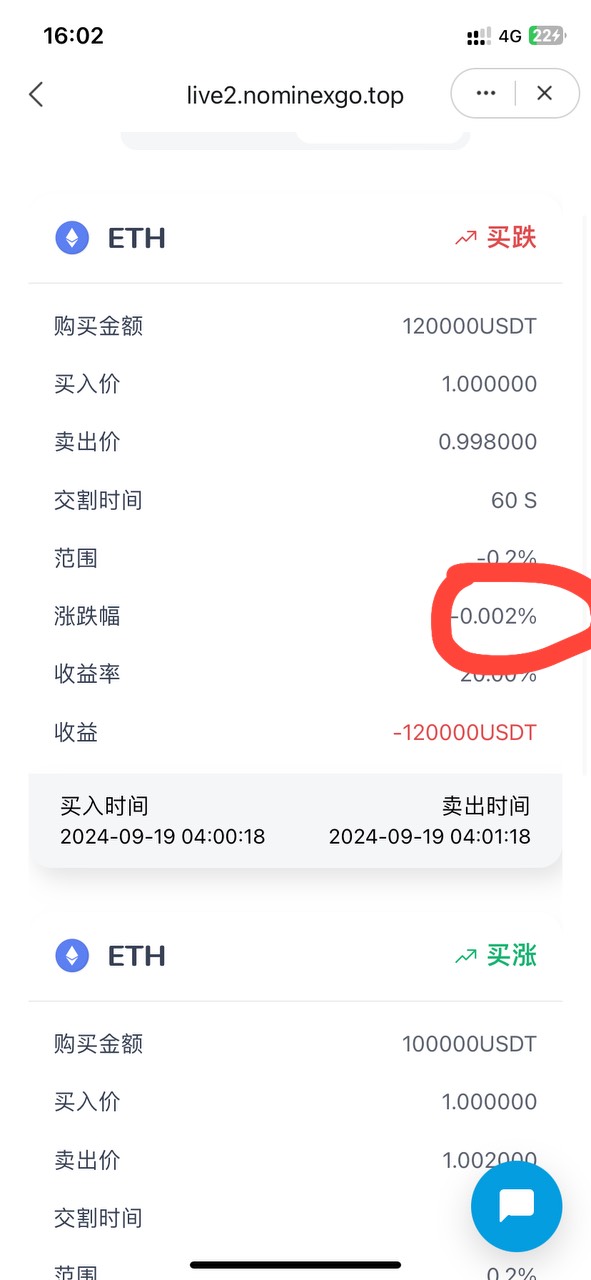 16:02
4G 22
live2.nominexgo.top
ETH 买跌
购买金额 120000USDT
买入价 1.000000
卖出价 0.998000
交割时间 60 S
范围 -0.2%
涨跌幅 -0.002%
收益率 20.00%
收益 -120000USDT
买入时间 卖出时间
2024-09-19 04:00:18 2024-09-19 04:01:18
ETH 买涨
购买金额 100000USDT
买入价 1.000000
卖出价 1.002000
交割时间
范围 0.2%